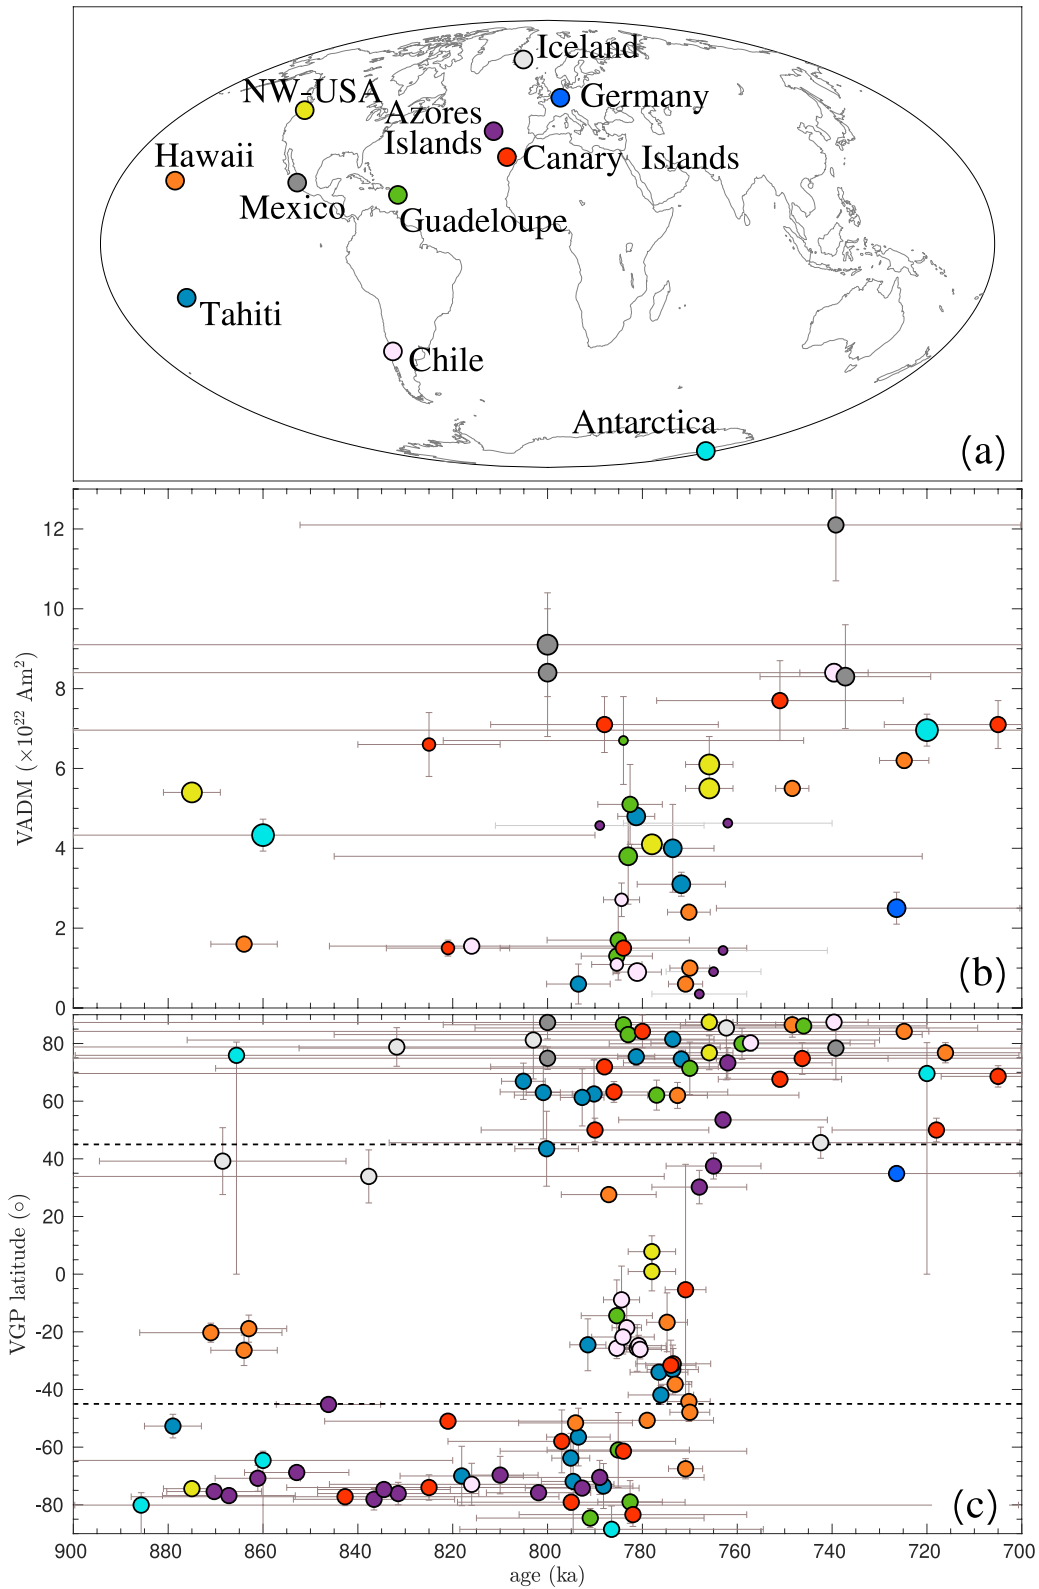 Iceland
NW-USA
Azores
Islands
Germany
Hawaii
Canary Islands
Mexico
Guadeloupe
Tahiti
Chile
Antarctica
(a)
12
10
8
6
4
2
0
VADM (×10²² Am²)
(b)
80
60
40
20
0
-20
-40
-60
-80
VGP latitude (○)
(c)
900 880 860 840 820 800 780 760 740 720 700
age (ka)